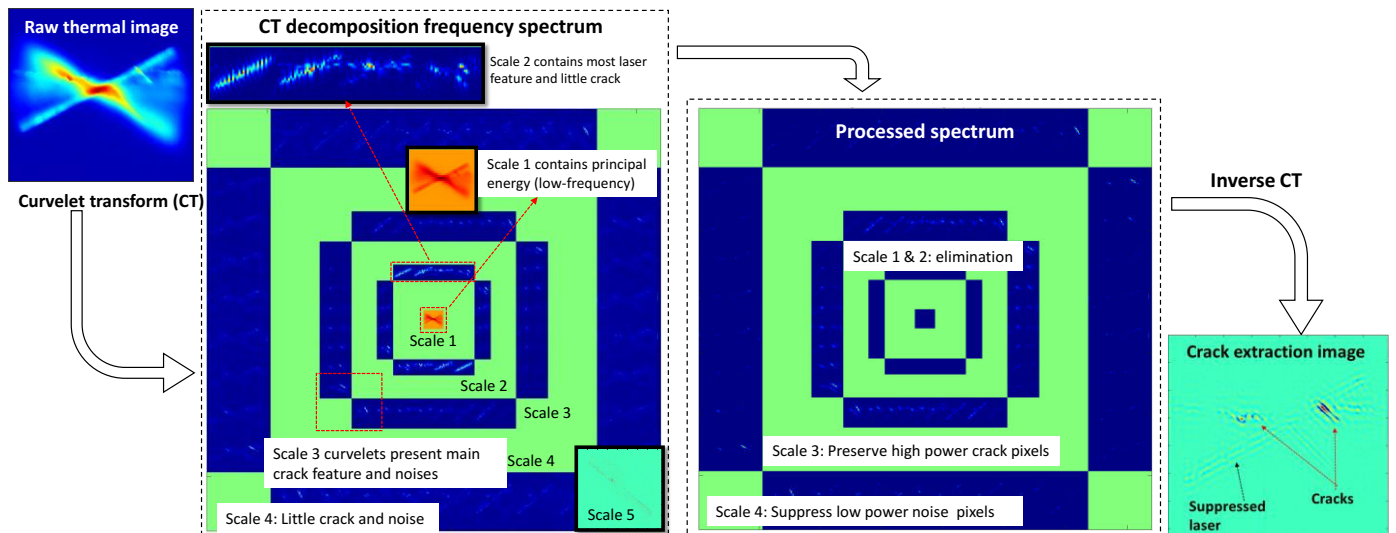 Raw thermal image
Curvelet transform (CT)
CT decomposition frequency spectrum
Scale 2 contains most laser
feature and little crack
Scale 1 contains principal
energy (low-frequency)
Scale 1
Scale 2
Scale 3
Scale 3 curvelets present main
crack feature and noises
Scale 4
Scale 4: Little crack and noise
Scale 5
Processed spectrum
Scale 1 & 2: elimination
Scale 3: Preserve high power crack pixels
Scale 4: Suppress low power noise pixels
Inverse CT
Crack extraction image
Suppressed
laser
Cracks